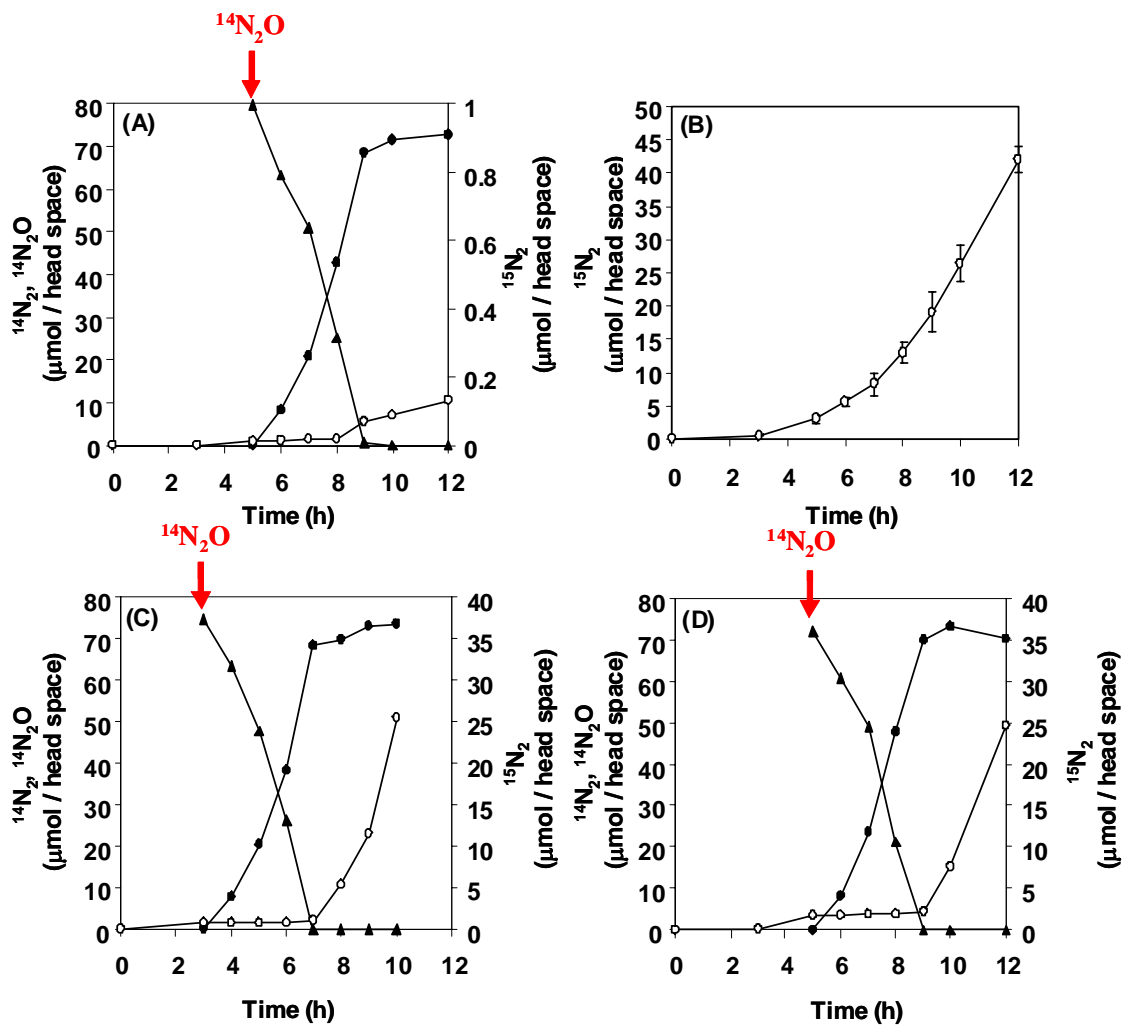 ¹⁴N₂O
(A)
80
70
60
50
40
30
20
10
0
1
0.8
0.6
0.4
0.2
0
0 2 4 6 8 10 12
Time (h)
¹⁴N₂, ¹⁴N₂O
(μmol / head space)
¹⁵N₂
(μmol / head space)
(B)
50
45
40
35
30
25
20
15
10
5
0
0 2 4 6 8 10 12
Time (h)
¹⁵N₂
(μmol / head space)
¹⁴N₂O
(C)
80
70
60
50
40
30
20
10
0
40
35
30
25
20
15
10
5
0
0 2 4 6 8 10 12
Time (h)
¹⁴N₂, ¹⁴N₂O
(μmol / head space)
¹⁵N₂
(μmol / head space)
¹⁴N₂O
(D)
80
70
60
50
40
30
20
10
0
40
35
30
25
20
15
10
5
0
0 2 4 6 8 10 12
Time (h)
¹⁴N₂, ¹⁴N₂O
(μmol / head space)
¹⁵N₂
(μmol / head space)